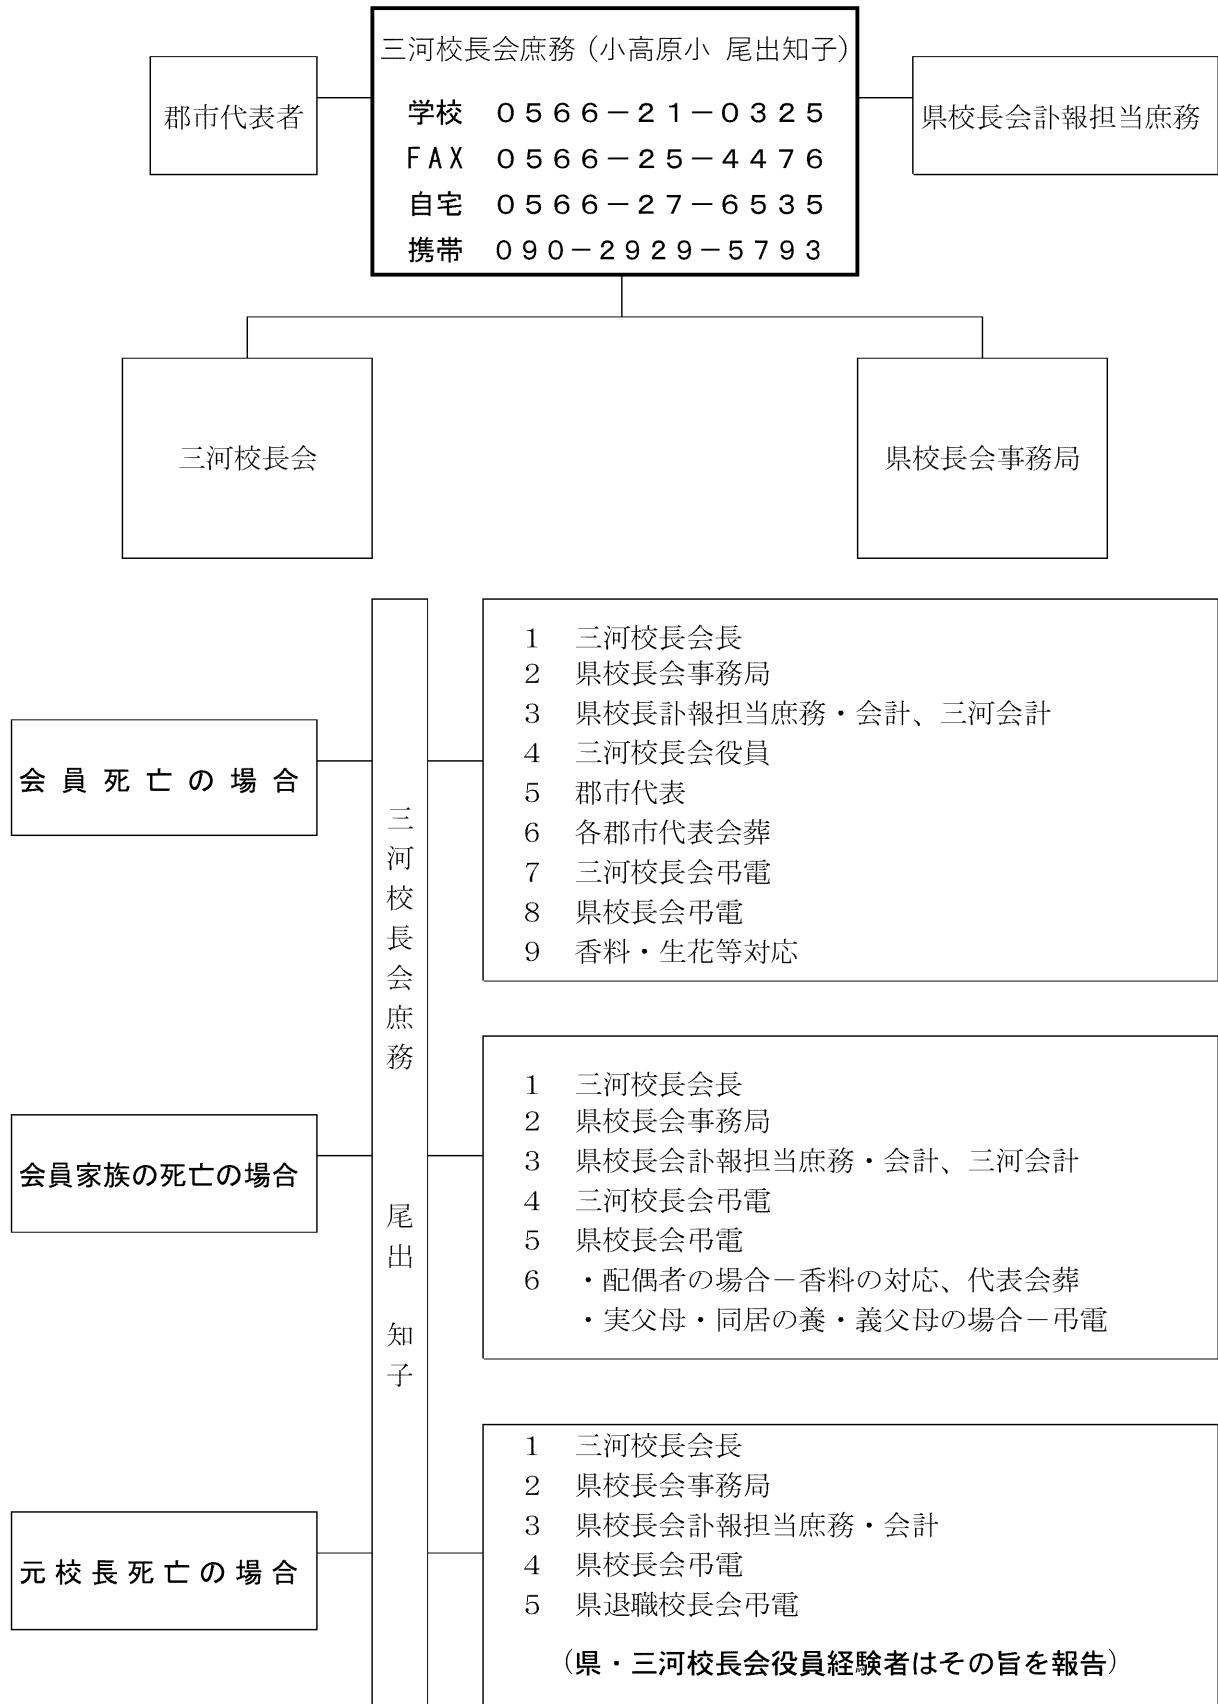 三河校長会庶務（小高原小 尾出知子）
郡市代表者
県校長会訃報担当庶務
学校 ０５６６－２１－０３２５
ＦＡＸ ０５６６－２５－４４７６
自宅 ０５６６－２７－６５３５
携帯 ０９０－２９２９－５７９３
三河校長会
県校長会事務局
会員死亡の場合
三河校長会庶務 尾出 知子
１ 三河校長会長
２ 県校長会事務局
３ 県校長訃報担当庶務・会計、三河会計
４ 三河校長会役員
５ 郡市代表
６ 各郡市代表会葬
７ 三河校長会弔電
８ 県校長会弔電
９ 香料・生花等対応
会員家族の死亡の場合
１ 三河校長会長
２ 県校長会事務局
３ 県校長会訃報担当庶務・会計、三河会計
４ 三河校長会弔電
５ 県校長会弔電
６ ・配偶者の場合－香料の対応、代表会葬
・実父母・同居の養・義父母の場合－弔電
元校長死亡の場合
１ 三河校長会長
２ 県校長会事務局
３ 県校長会訃報担当庶務・会計
４ 県校長会弔電
５ 県退職校長会弔電
（県・三河校長会役員経験者はその旨を報告）